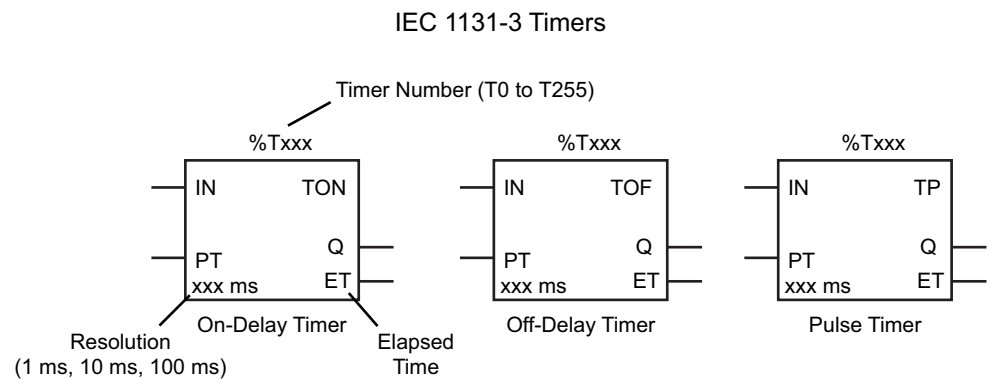 IEC 1131-3 Timers
Timer Number (T0 to T255)
%Txxx
IN TON
Q
PT
ET
xxx ms
On-Delay Timer
Resolution
(1 ms, 10 ms, 100 ms)
Elapsed
Time
%Txxx
IN TOF
Q
PT
ET
xxx ms
Off-Delay Timer
%Txxx
IN TP
Q
PT
ET
xxx ms
Pulse Timer